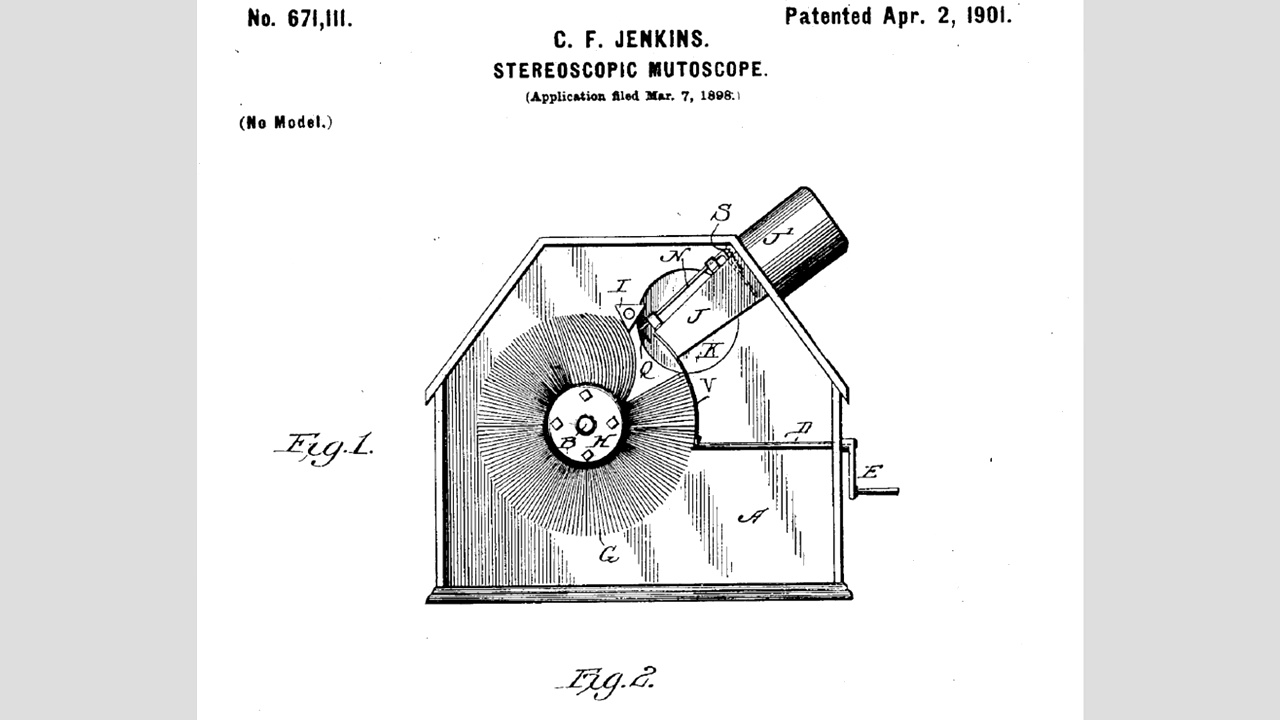 No. 671,111.
Patented Apr. 2, 1901.
C. F. JENKINS.
STEREOSCOPIC MUTOSCOPE.
(Application filed Mar. 7, 1898.)
(No Model.)
S
J'
N
I
J
K
Q
V
B
H
D
E
A
G
Fig.1.
Fig.2.